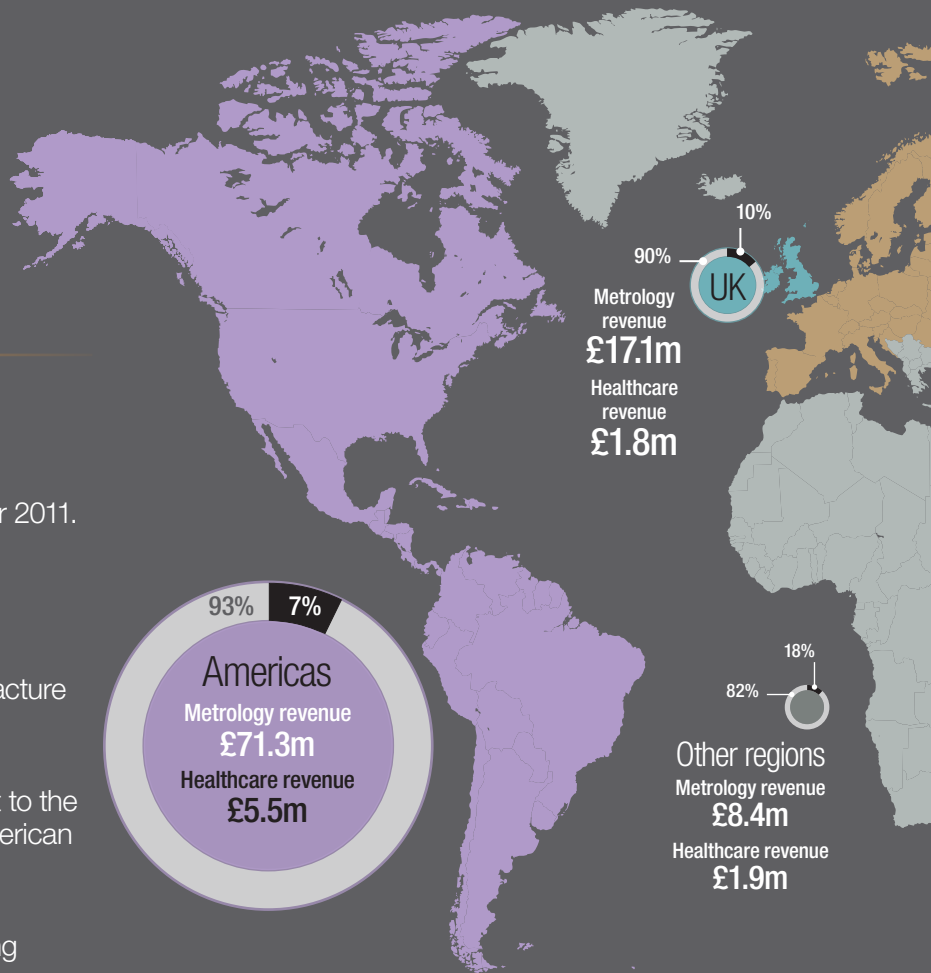 10%
90%
UK
Metrology
revenue
£17.1m
Healthcare
revenue
£1.8m
r 2011.
acture
t to the
erican
ng
93%
7%
Americas
Metrology revenue
£71.3m
Healthcare revenue
£5.5m
18%
82%
Other regions
Metrology revenue
£8.4m
Healthcare revenue
£1.9m